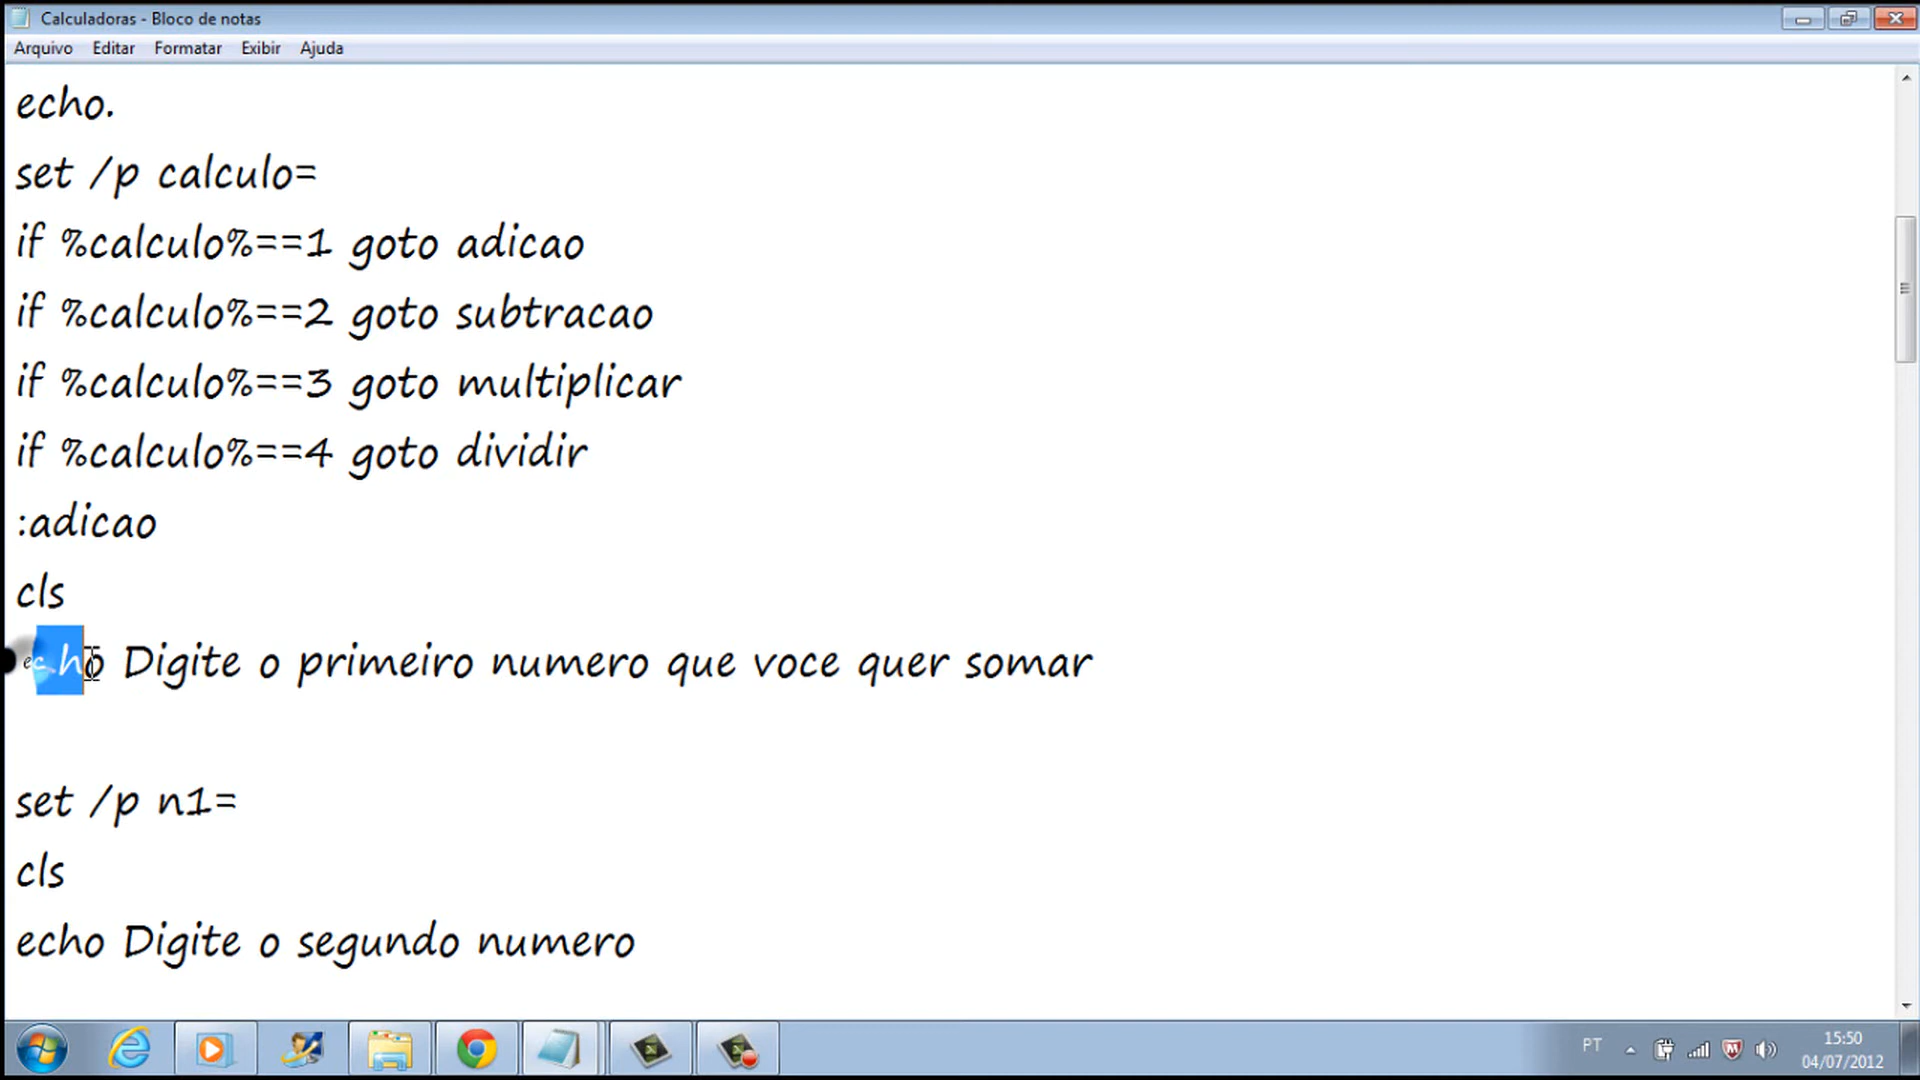 Calculadoras - Bloco de notas
Arquivo Editar Formatar Exibir Ajuda
echo.
set /p calculo=
if %calculo%==1 goto adicao
if %calculo%==2 goto subtracao
if %calculo%==3 goto multiplicar
if %calculo%==4 goto dividir
:adicao
cls
echo Digite o primeiro numero que voce quer somar
set /p n1=
cls
echo Digite o segundo numero
PT
15:50
04/07/2012